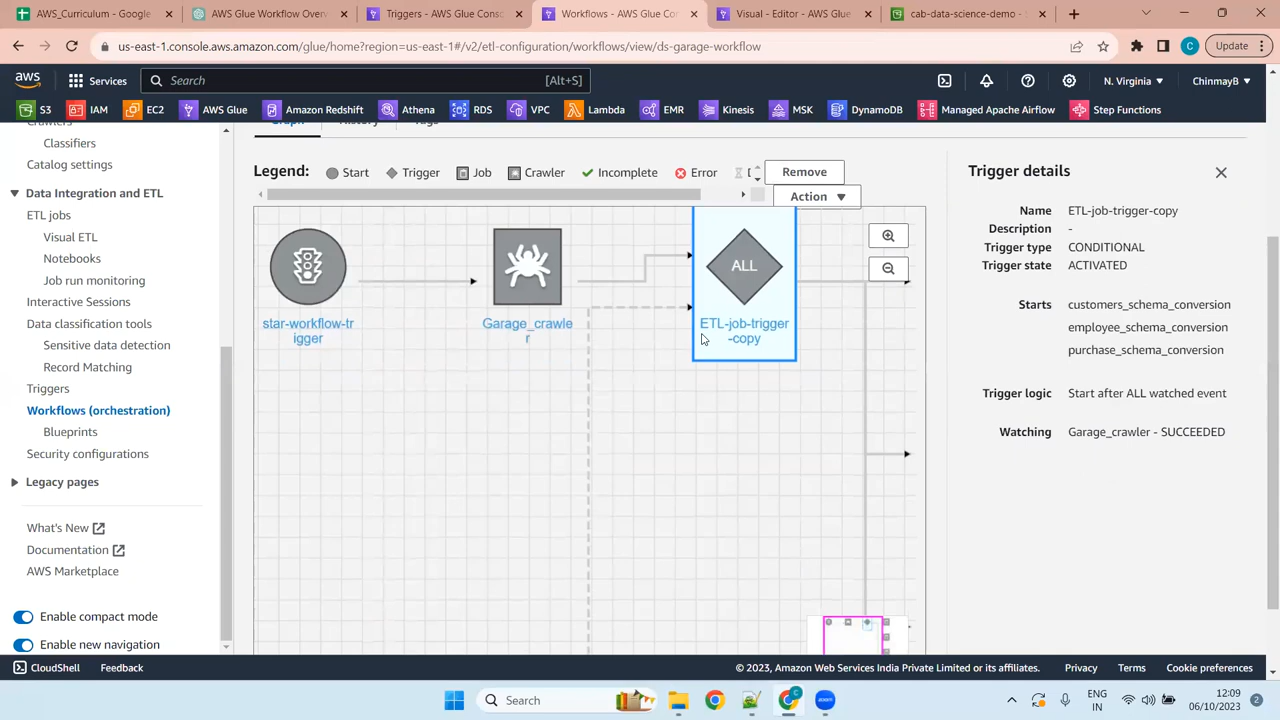 AWS_Curriculum - Google
AWS Glue Workflow Over
Triggers - AWS Glue Cons
Workflows - AWS Glue Con
Visual - Editor - AWS Glue
cab-data-science-demo -
us-east-1.console.aws.amazon.com/glue/home?region=us-east-1#/v2/etl-configuration/workflows/view/ds-garage-workflow
Update
aws
Services
Search
[Alt+S]
N. Virginia
ChinmayB
S3
IAM
EC2
AWS Glue
Amazon Redshift
Athena
RDS
VPC
Lambda
EMR
Kinesis
MSK
DynamoDB
Managed Apache Airflow
Step Functions
Crawlers
Classifiers
Catalog settings
Data Integration and ETL
ETL jobs
Visual ETL
Notebooks
Job run monitoring
Interactive Sessions
Data classification tools
Sensitive data detection
Record Matching
Triggers
Workflows (orchestration)
Blueprints
Security configurations
Legacy pages
What's New
Documentation
AWS Marketplace
Enable compact mode
Enable new navigation
Graph
History
Tags
Legend:
Start
Trigger
Job
Crawler
Incomplete
Error
Remove
Action
star-workflow-tr
igger
Garage_crawle
r
ALL
ETL-job-trigger
-copy
Trigger details
Name ETL-job-trigger-copy
Description -
Trigger type CONDITIONAL
Trigger state ACTIVATED
Starts customers_schema_conversion
employee_schema_conversion
purchase_schema_conversion
Trigger logic Start after ALL watched event
Watching Garage_crawler - SUCCEEDED
CloudShell
Feedback
© 2023, Amazon Web Services India Private Limited or its affiliates.
Privacy
Terms
Cookie preferences
Search
ENG
IN
12:09
06/10/2023
2